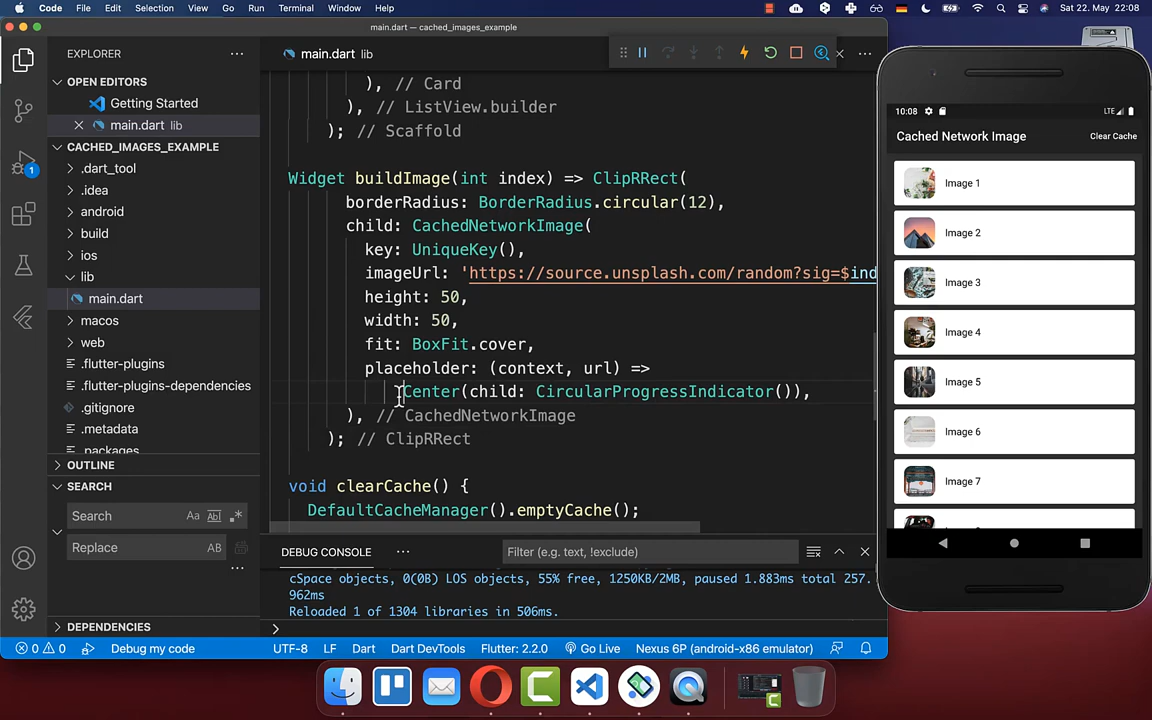 Code File Edit Selection View Go Run Terminal Window Help Sat 22. May 22:08
main.dart — cached_images_example
EXPLORER
main.dart lib
OPEN EDITORS
Getting Started
main.dart lib
CACHED_IMAGES_EXAMPLE
.dart_tool
.idea
android
build
ios
lib
main.dart
macos
web
.flutter-plugins
.flutter-plugins-dependencies
.gitignore
.metadata
.packages
OUTLINE
SEARCH
Search Aa Abl .*
Replace AB
DEPENDENCIES
1
), // Card
), // ListView.builder
); // Scaffold
Widget buildImage(int index) => ClipRRect(
borderRadius: BorderRadius.circular(12),
child: CachedNetworkImage(
key: UniqueKey(),
imageUrl: 'https://source.unsplash.com/random?sig=$ind
height: 50,
width: 50,
fit: BoxFit.cover,
placeholder: (context, url) =>
Center(child: CircularProgressIndicator()),
), // CachedNetworkImage
); // ClipRRect
void clearCache() {
DefaultCacheManager().emptyCache();
DEBUG CONSOLE
Filter (e.g. text, !exclude)
cSpace objects, 0(0B) LOS objects, 55% free, 1250KB/2MB, paused 1.883ms total 257.
962ms
Reloaded 1 of 1304 libraries in 506ms.
0 0 Debug my code UTF-8 LF Dart Dart DevTools Flutter: 2.2.0 Go Live Nexus 6P (android-x86 emulator)
10:08 LTE
Cached Network Image Clear Cache
Image 1
Image 2
Image 3
Image 4
Image 5
Image 6
Image 7